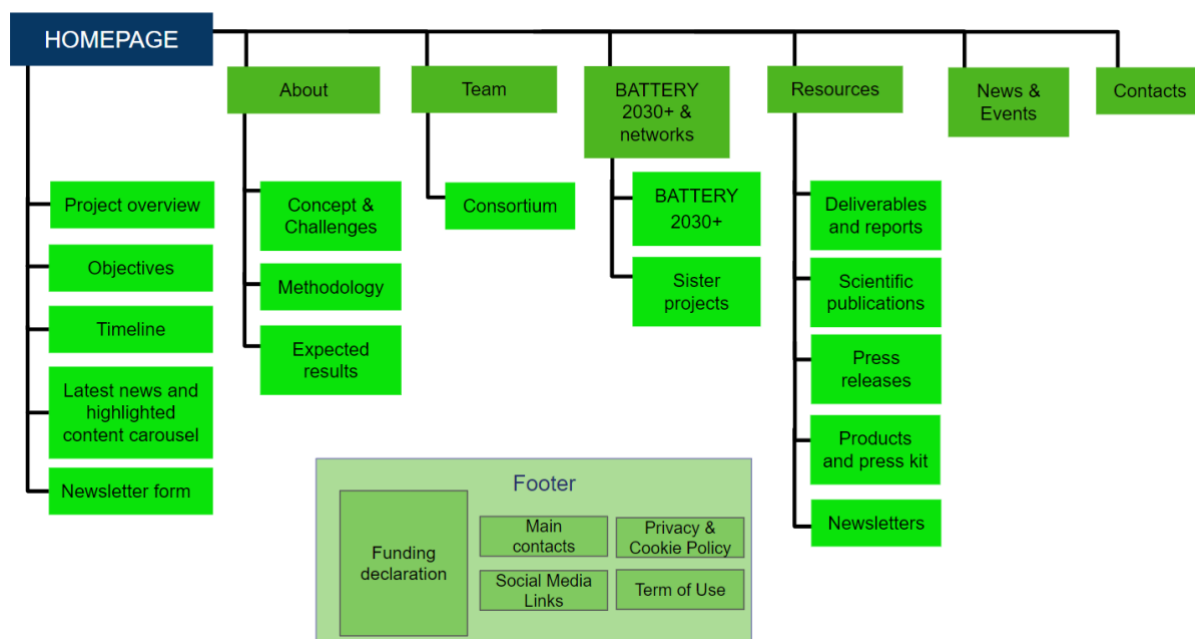 HOMEPAGE
About
Team
BATTERY
2030+ &
networks
Resources
News &
Events
Contacts
Project overview
Objectives
Timeline
Latest news and
highlighted
content carousel
Newsletter form
Concept &
Challenges
Methodology
Expected
results
Consortium
BATTERY
2030+
Sister
projects
Deliverables
and reports
Scientific
publications
Press
releases
Products
and press kit
Newsletters
Footer
Funding
declaration
Main
contacts
Privacy &
Cookie Policy
Social Media
Links
Term of Use